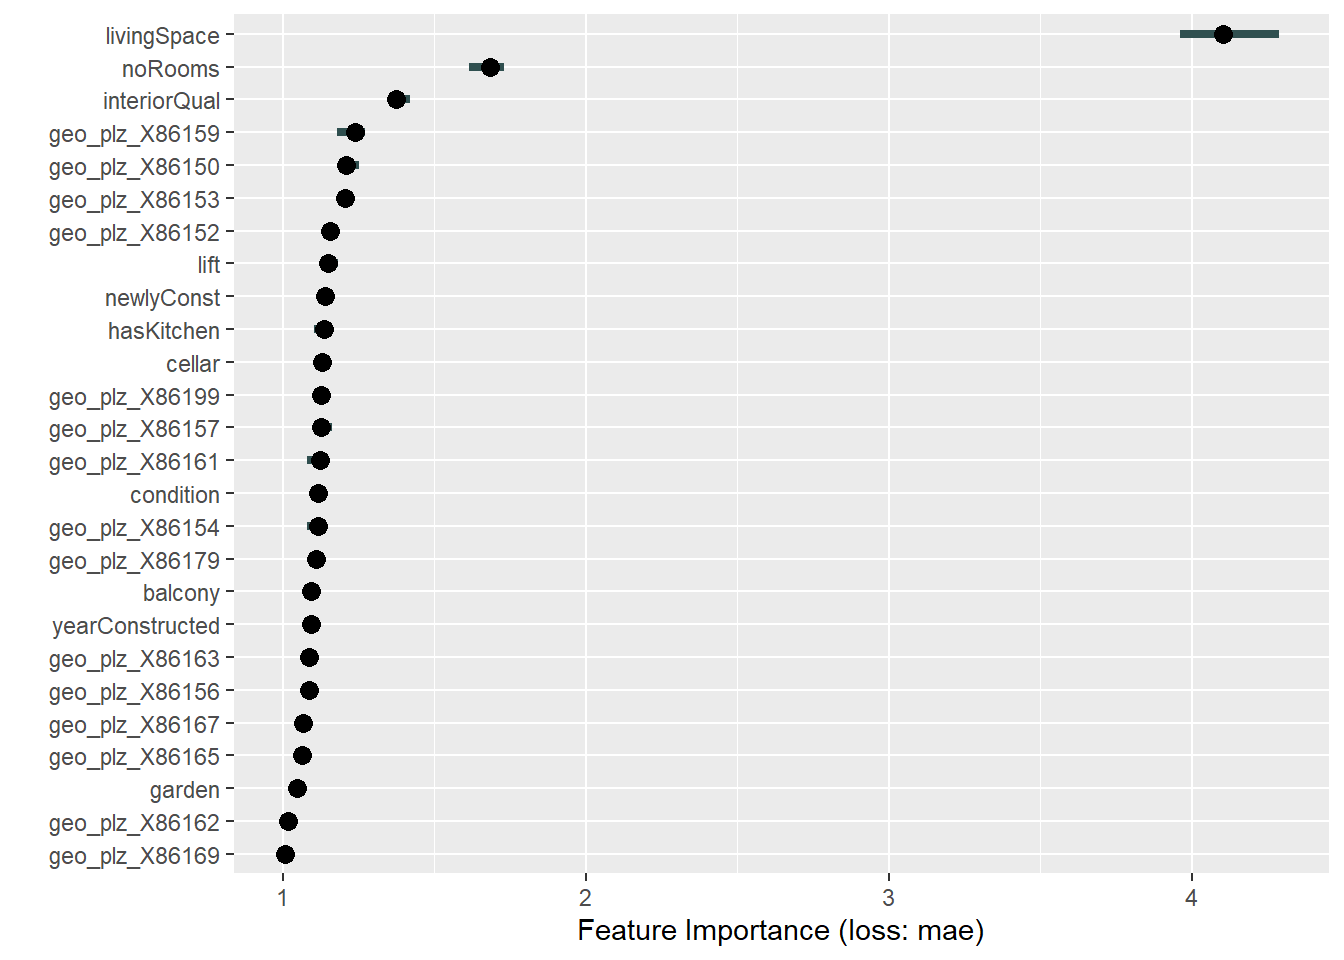 livingSpace
noRooms
interiorQual
geo_plz_X86159
geo_plz_X86150
geo_plz_X86153
geo_plz_X86152
lift
newlyConst
hasKitchen
cellar
geo_plz_X86199
geo_plz_X86157
geo_plz_X86161
condition
geo_plz_X86154
geo_plz_X86179
balcony
yearConstructed
geo_plz_X86163
geo_plz_X86156
geo_plz_X86167
geo_plz_X86165
garden
geo_plz_X86162
geo_plz_X86169
1 2 3 4
Feature Importance (loss: mae)